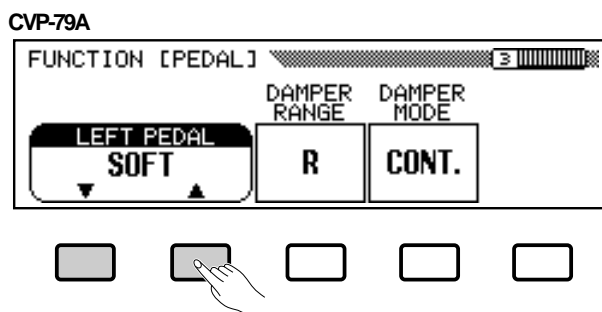 CVP-79A
FUNCTION [PEDAL] 3
DAMPER RANGE
DAMPER MODE
LEFT PEDAL
SOFT
R
CONT.
▼ ▲